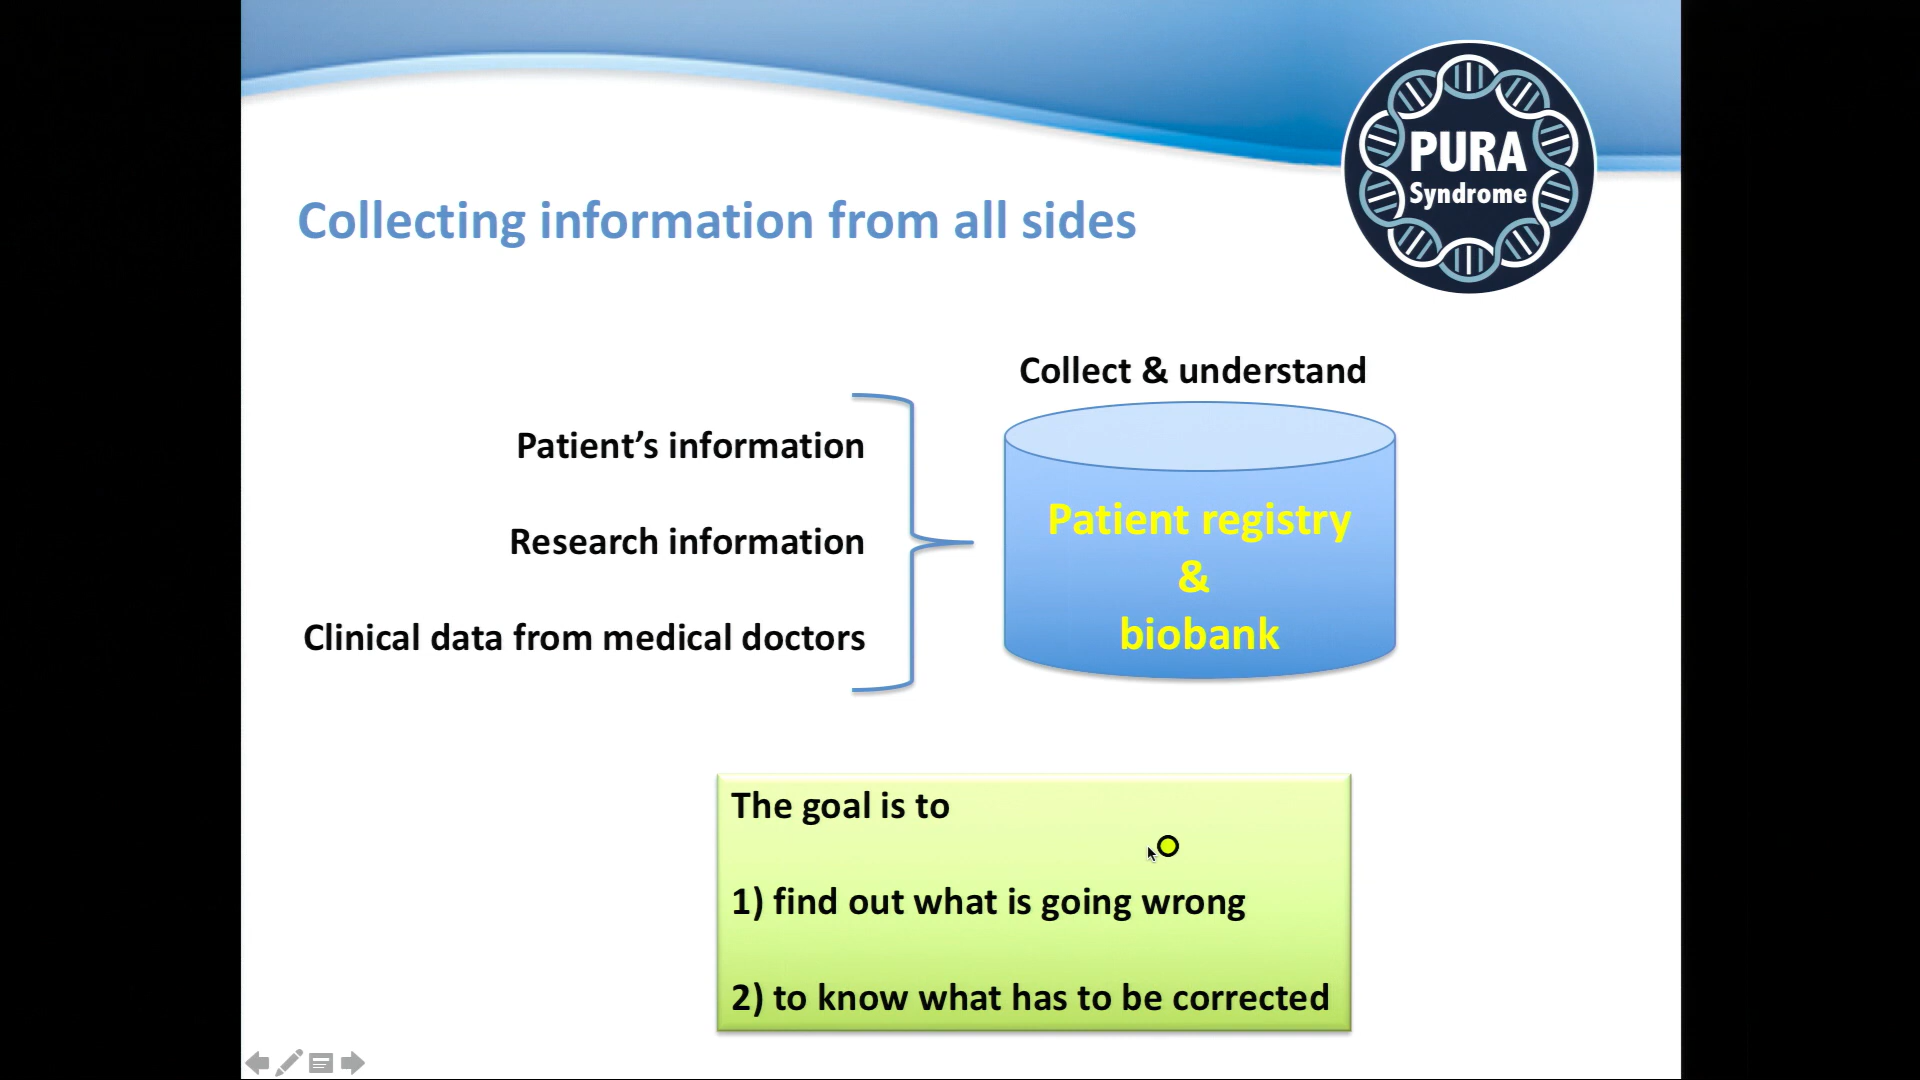 PURA
Syndrome
Collecting information from all sides
Collect & understand
Patient’s information
Research information
Clinical data from medical doctors
Patient registry
&
biobank
The goal is to
1) find out what is going wrong
2) to know what has to be corrected